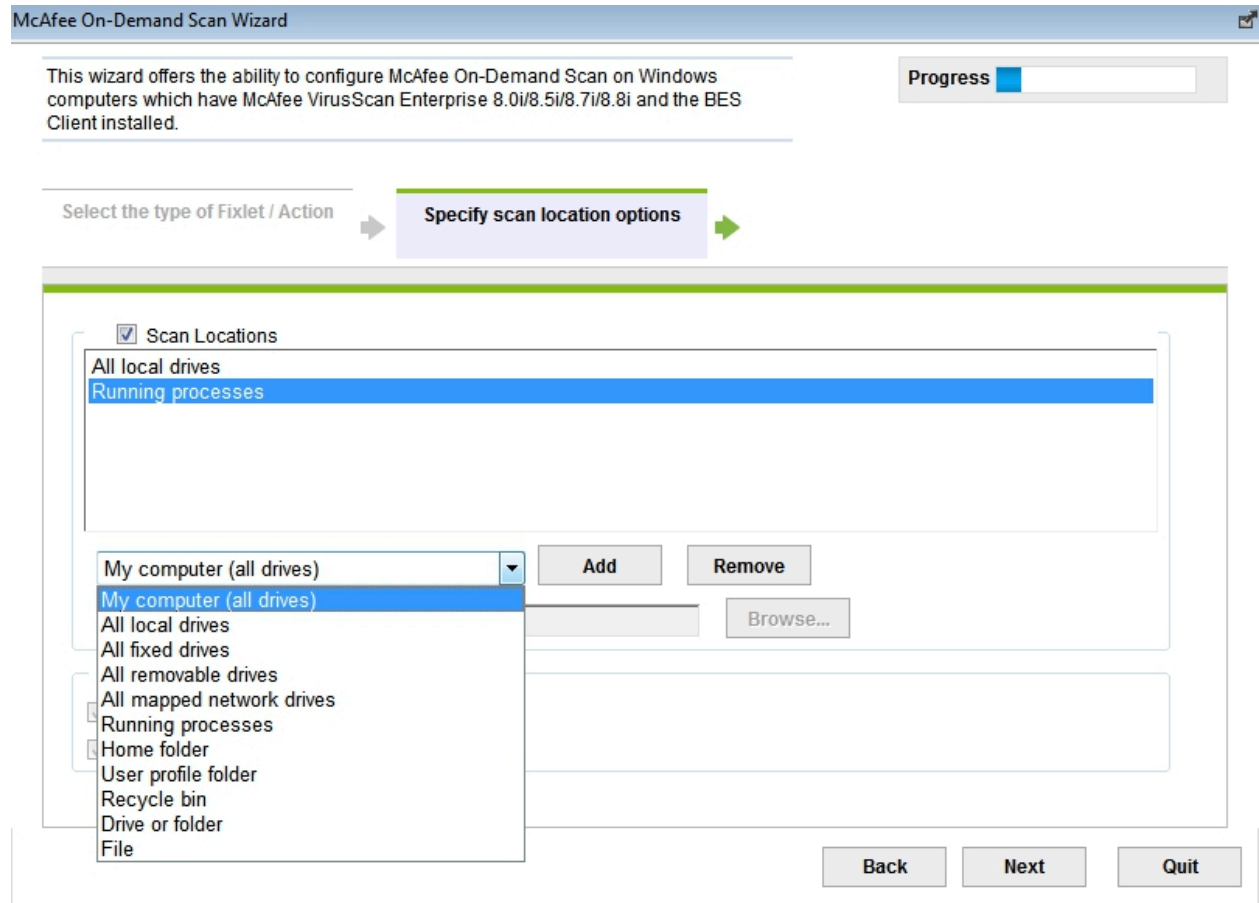 McAfee On-Demand Scan Wizard
This wizard offers the ability to configure McAfee On-Demand Scan on Windows
computers which have McAfee VirusScan Enterprise 8.0i/8.5i/8.7i/8.8i and the BES
Client installed.
Progress
Select the type of Fixlet / Action
Specify scan location options
Scan Locations
All local drives
Running processes
My computer (all drives)
Add
Remove
My computer (all drives)
All local drives
Browse...
All fixed drives
All removable drives
All mapped network drives
Running processes
Home folder
User profile folder
Recycle bin
Drive or folder
File
Back
Next
Quit